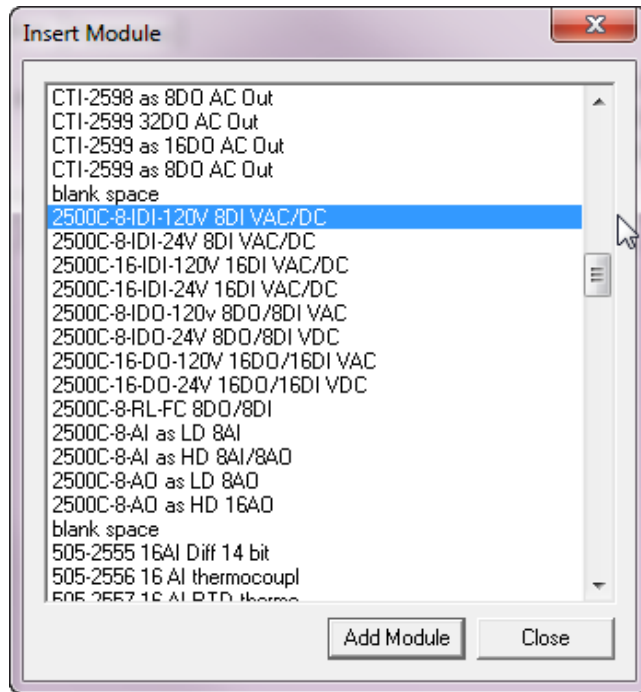 Insert Module
CTI-2598 as 8DO AC Out
CTI-2599 32DO AC Out
CTI-2599 as 16DO AC Out
CTI-2599 as 8DO AC Out
blank space
2500C-8-IDI-120V 8DI VAC/DC
2500C-8-IDI-24V 8DI VAC/DC
2500C-16-IDI-120V 16DI VAC/DC
2500C-16-IDI-24V 16DI VAC/DC
2500C-8-IDO-120v 8DO/8DI VAC
2500C-8-IDO-24V 8DO/8DI VDC
2500C-16-DO-120V 16DO/16DI VAC
2500C-16-DO-24V 16DO/16DI VDC
2500C-8-RL-FC 8DO/8DI
2500C-8-AI as LD 8AI
2500C-8-AI as HD 8AI/8AO
2500C-8-AO as LD 8AO
2500C-8-AO as HD 16AO
blank space
505-2555 16AI Diff 14 bit
505-2556 16 AI thermocoupl
505-2557 16 AI RTD thermo
Add Module
Close